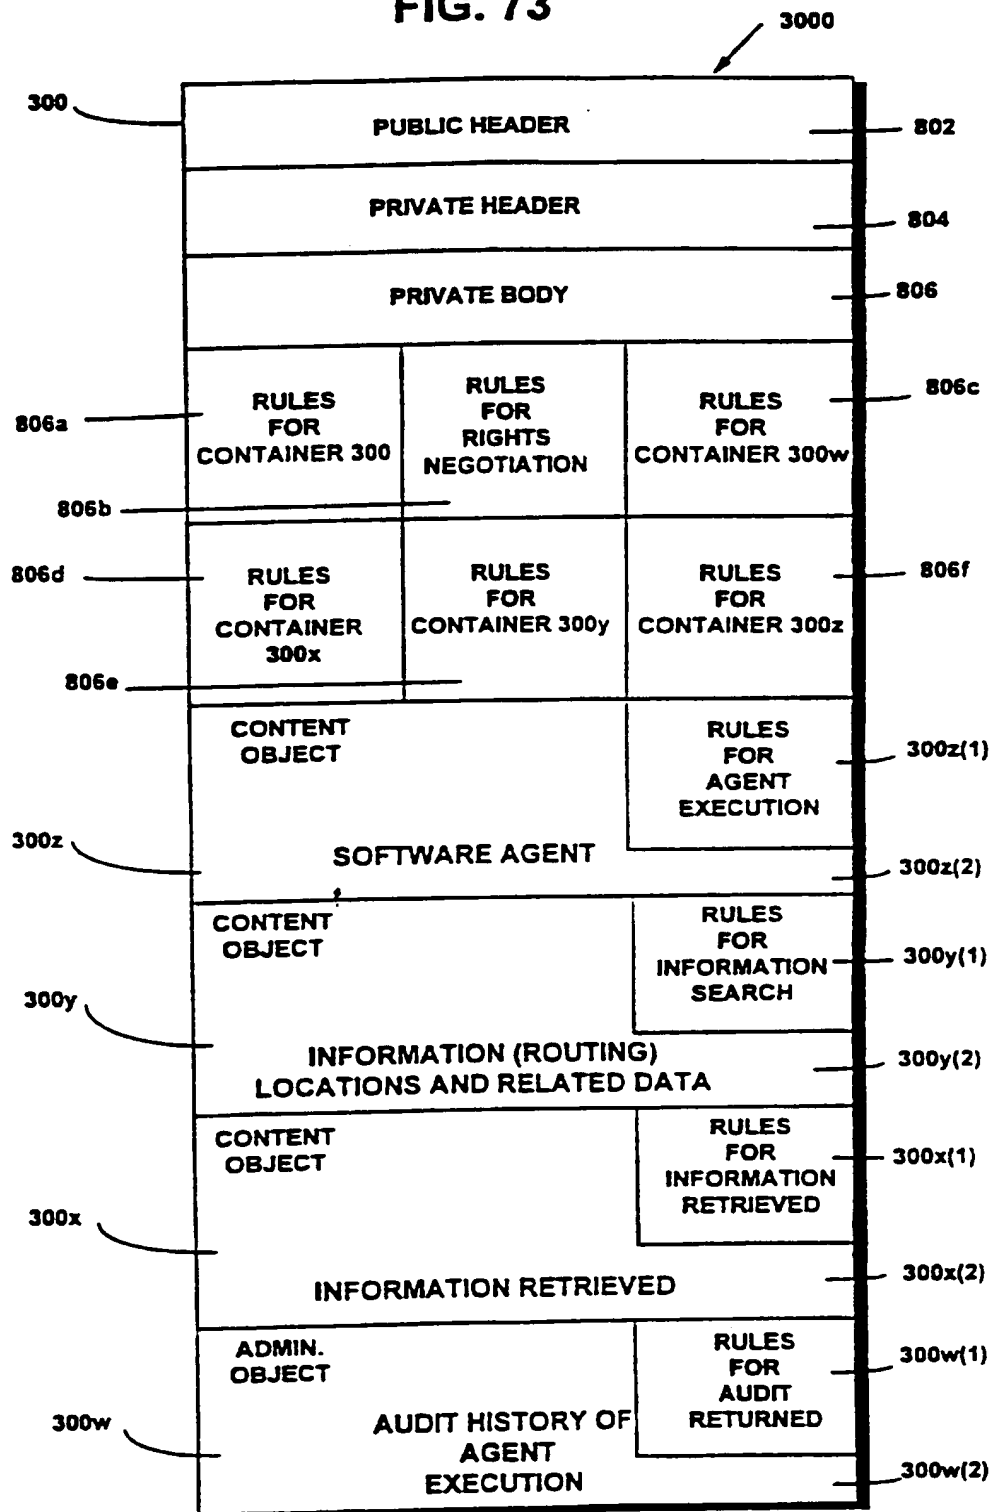 FIG. 73
3000
300
PUBLIC HEADER
802
PRIVATE HEADER
804
PRIVATE BODY
806
806a
RULES
FOR
CONTAINER 300
806b
RULES
FOR
RIGHTS
NEGOTIATION
RULES
FOR
CONTAINER 300w
806c
806d
RULES
FOR
CONTAINER
300x
806e
RULES
FOR
CONTAINER 300y
RULES
FOR
CONTAINER 300z
806f
CONTENT
OBJECT
RULES
FOR
AGENT
EXECUTION
300z(1)
300z
SOFTWARE AGENT
300z(2)
CONTENT
OBJECT
RULES
FOR
INFORMATION
SEARCH
300y(1)
300y
INFORMATION (ROUTING)
LOCATIONS AND RELATED DATA
300y(2)
CONTENT
OBJECT
RULES
FOR
INFORMATION
RETRIEVED
300x(1)
300x
INFORMATION RETRIEVED
300x(2)
ADMIN.
OBJECT
RULES
FOR
AUDIT
RETURNED
300w(1)
300w
AUDIT HISTORY OF
AGENT
EXECUTION
300w(2)